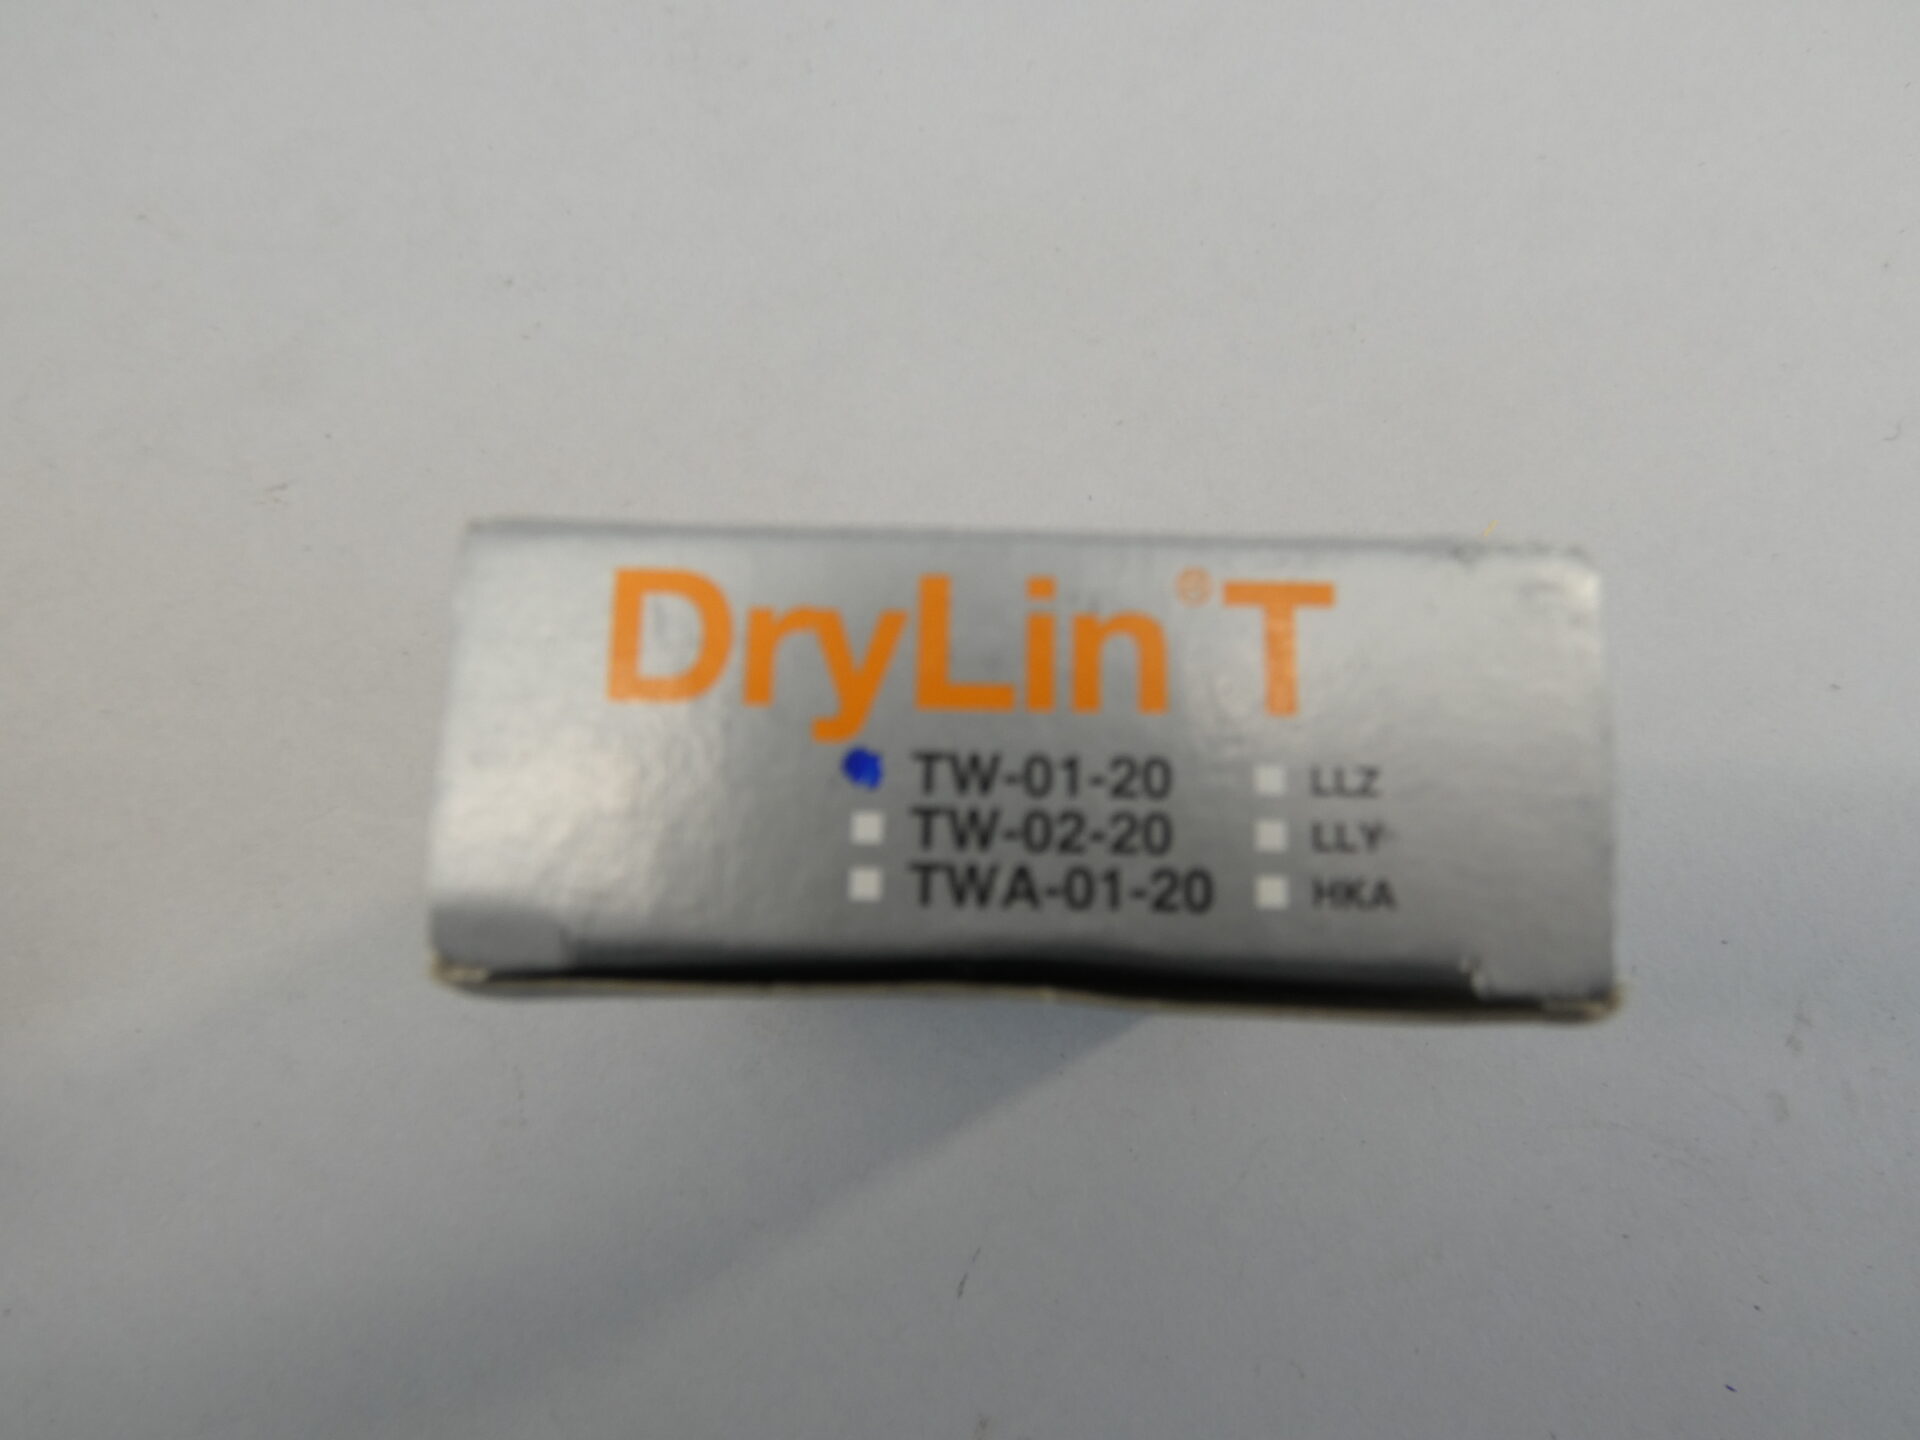 DryLin® T
TW-01-20 LLZ
TW-02-20 LLY
TWA-01-20 HKA